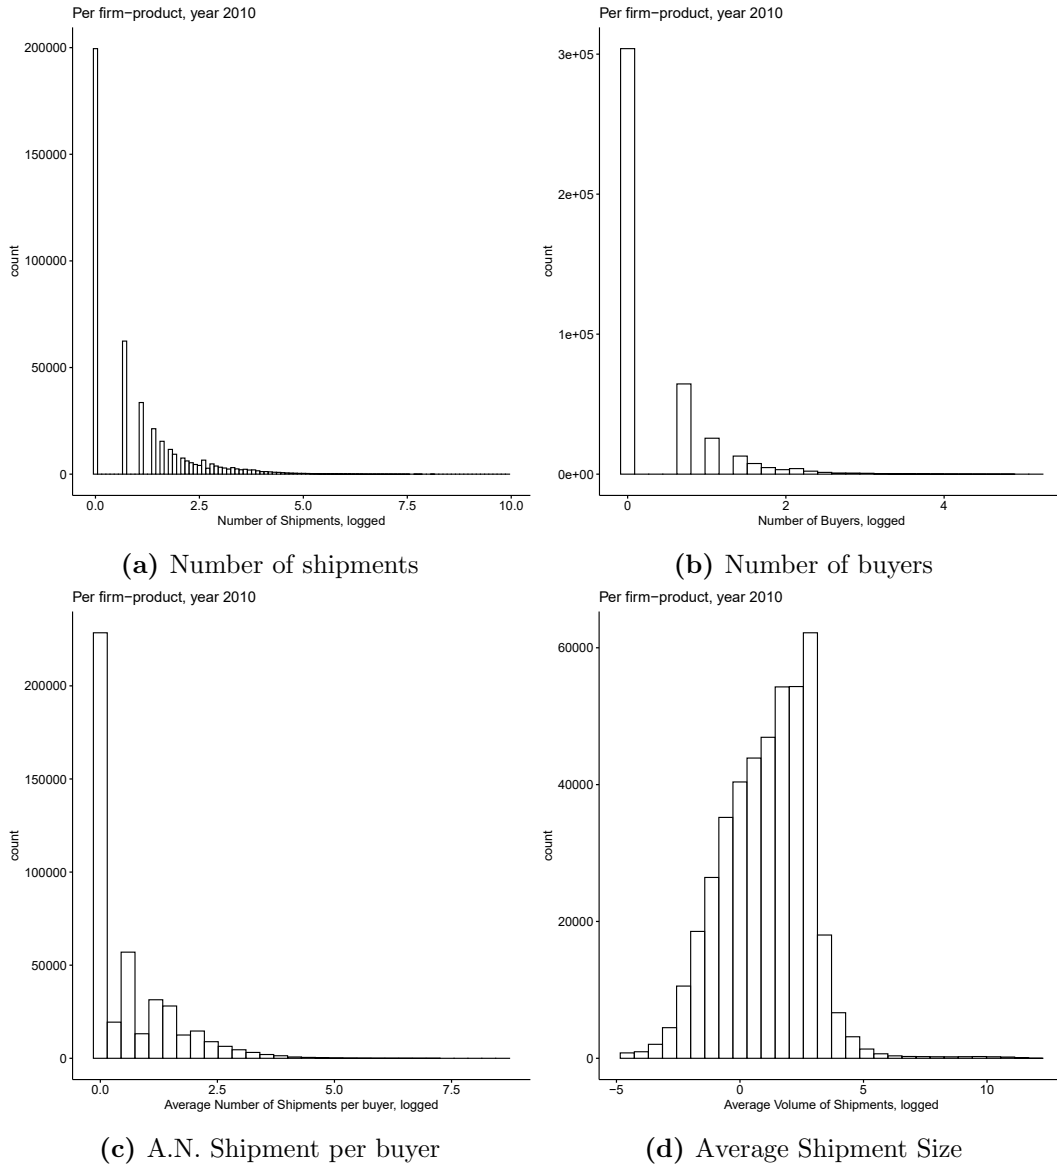 Per firm−product, year 2010
200000
150000
100000
50000
0
count
0.0 2.5 5.0 7.5 10.0
Number of Shipments, logged
(a) Number of shipments
Per firm−product, year 2010
3e+05
2e+05
1e+05
0e+00
count
0 2 4
Number of Buyers, logged
(b) Number of buyers
Per firm−product, year 2010
200000
150000
100000
50000
0
count
0.0 2.5 5.0 7.5
Average Number of Shipments per buyer, logged
(c) A.N. Shipment per buyer
Per firm−product, year 2010
60000
40000
20000
0
count
−5 0 5 10
Average Volume of Shipments, logged
(d) Average Shipment Size